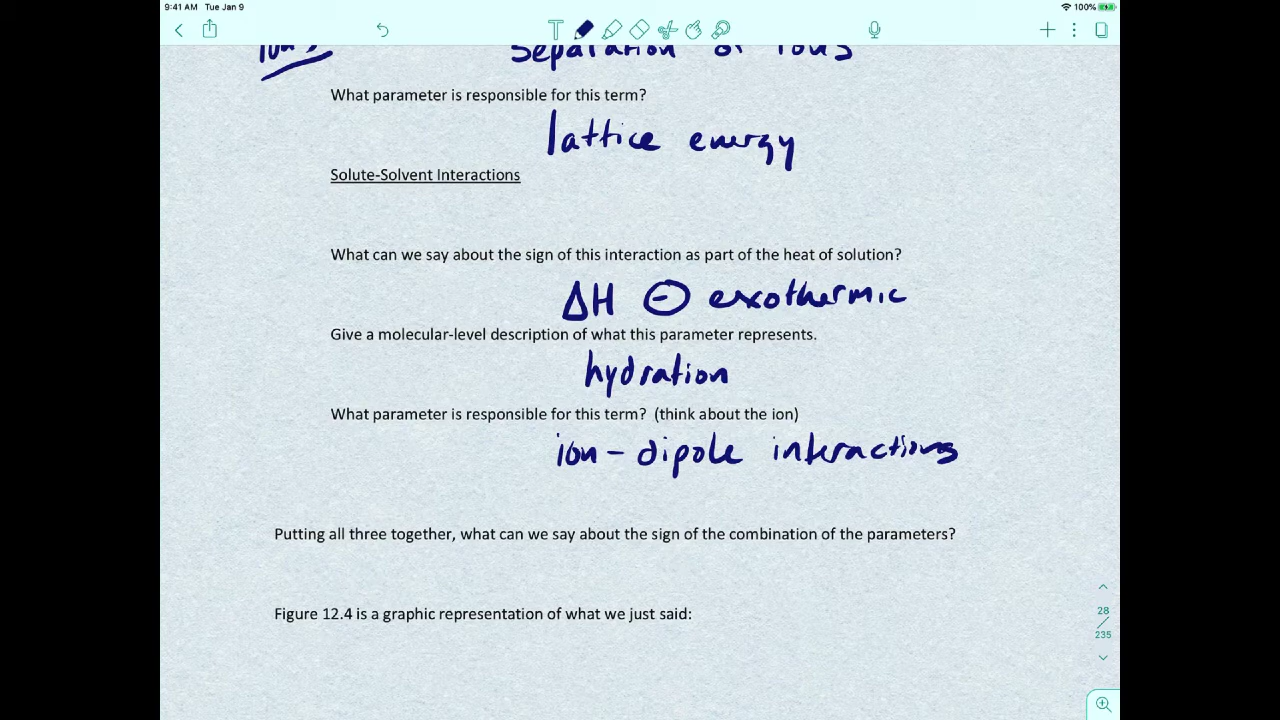 9:41 AM Tue Jan 9
100%
Separation of ions
What parameter is responsible for this term?
lattice energy
Solute-Solvent Interactions
What can we say about the sign of this interaction as part of the heat of solution?
ΔH ⊖ exothermic
Give a molecular-level description of what this parameter represents.
hydration
What parameter is responsible for this term? (think about the ion)
ion - dipole interactions
Putting all three together, what can we say about the sign of the combination of the parameters?
Figure 12.4 is a graphic representation of what we just said:
28
/
235